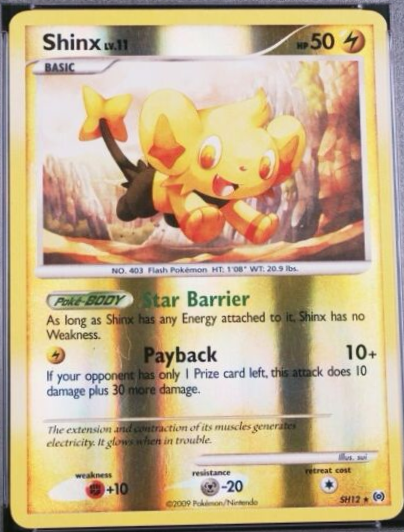 Shinx LV.11 HP 50
BASIC
NO. 403 Flash Pokémon HT: 1'08" WT: 20.9 lbs.
Poké-BODY Star Barrier
As long as Shinx has any Energy attached to it, Shinx has no
Weakness.
Payback 10+
If your opponent has only 1 Prize card left, this attack does 10
damage plus 30 more damage.
The extension and contraction of its muscles generates
electricity. It glows when in trouble.
Illus. sui
weakness resistance retreat cost
+10 -20
©2009 Pokémon/Nintendo SH12